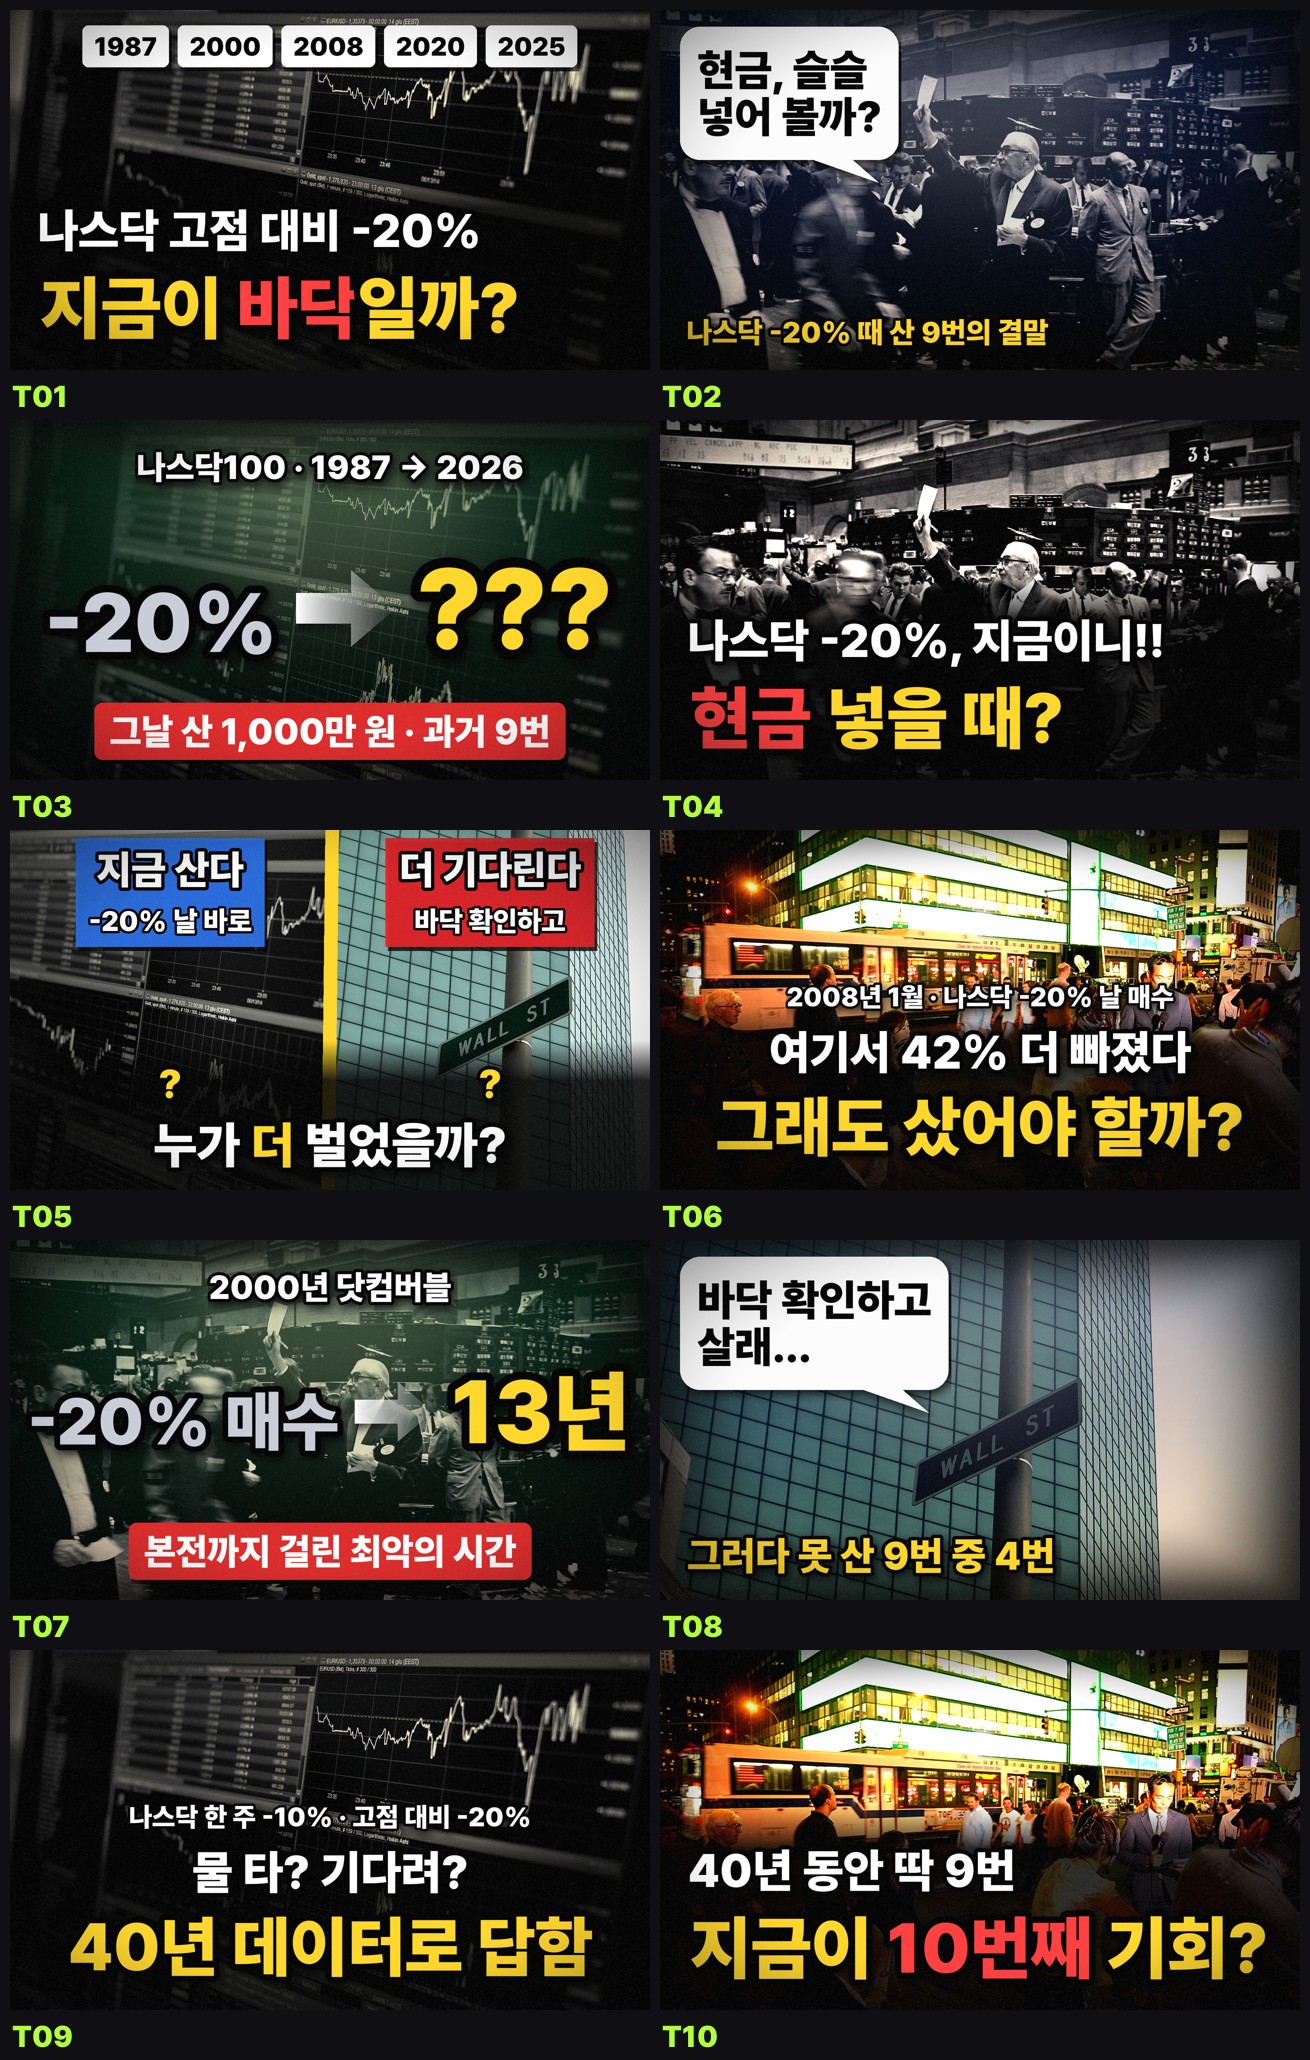 1987 2000 2008 2020 2025
나스닥 고점 대비 -20%
지금이 바닥일까?
T01
현금, 슬슬
넣어 볼까?
나스닥 -20% 때 산 9번의 결말
T02
나스닥100 · 1987 → 2026
-20% ???
그날 산 1,000만 원 · 과거 9번
T03
33
나스닥 -20%, 지금이니!!
현금 넣을 때?
T04
지금 산다
-20% 날 바로
더 기다린다
바닥 확인하고
WALL ST
? ?
누가 더 벌었을까?
T05
2008년 1월 · 나스닥 -20% 날 매수
여기서 42% 더 빠졌다
그래도 샀어야 할까?
T06
2000년 닷컴버블
-20% 매수 13년
본전까지 걸린 최악의 시간
T07
바닥 확인하고
살래...
WALL ST
그러다 못 산 9번 중 4번
T08
나스닥 한 주 -10% · 고점 대비 -20%
물 타? 기다려?
40년 데이터로 답함
T09
40년 동안 딱 9번
지금이 10번째 기회?
T10